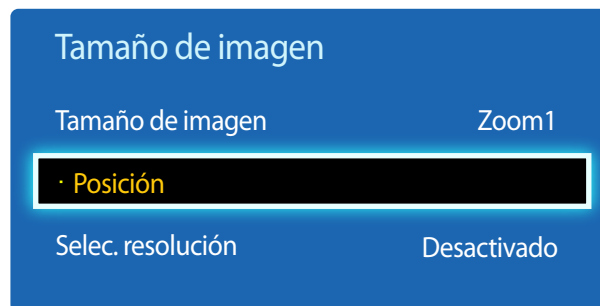 Tamaño de imagen
Tamaño de imagen Zoom1
· Posición
Selec. resolución Desactivado